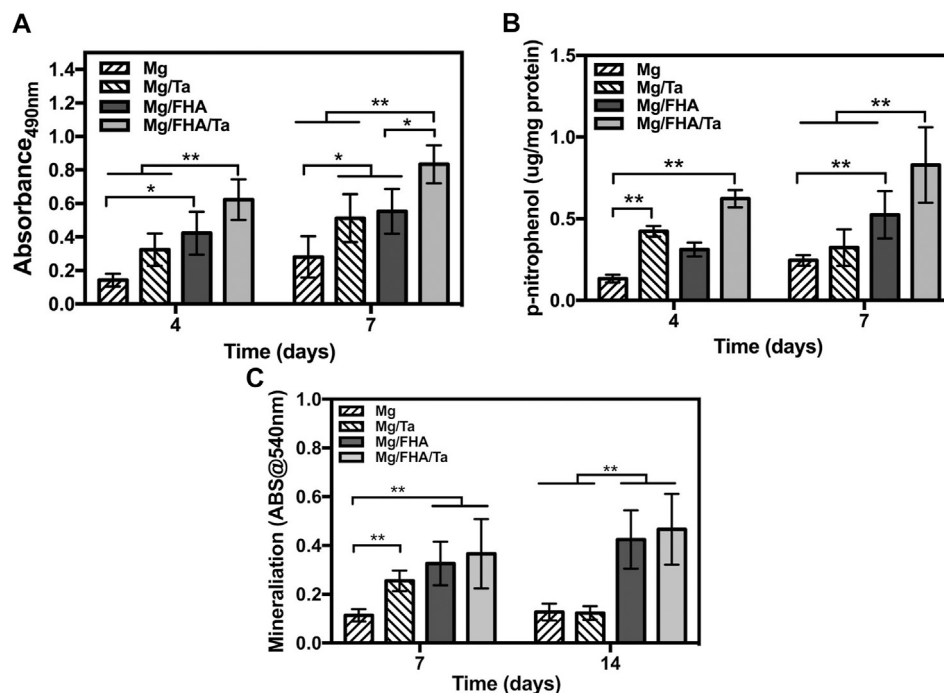 A
Absorbance490nm
1.4
1.2
1.0
0.8
0.6
0.4
0.2
0.0
Mg
Mg/Ta
Mg/FHA
Mg/FHA/Ta
*
**
*
**
*
4
7
Time (days)
B
p-nitrophenol (ug/mg protein)
1.5
1.0
0.5
0.0
Mg
Mg/Ta
Mg/FHA
Mg/FHA/Ta
**
**
**
**
4
7
Time (days)
C
Mineraliation (ABS@540nm)
1.0
0.8
0.6
0.4
0.2
0.0
Mg
Mg/Ta
Mg/FHA
Mg/FHA/Ta
**
**
**
7
14
Time (days)